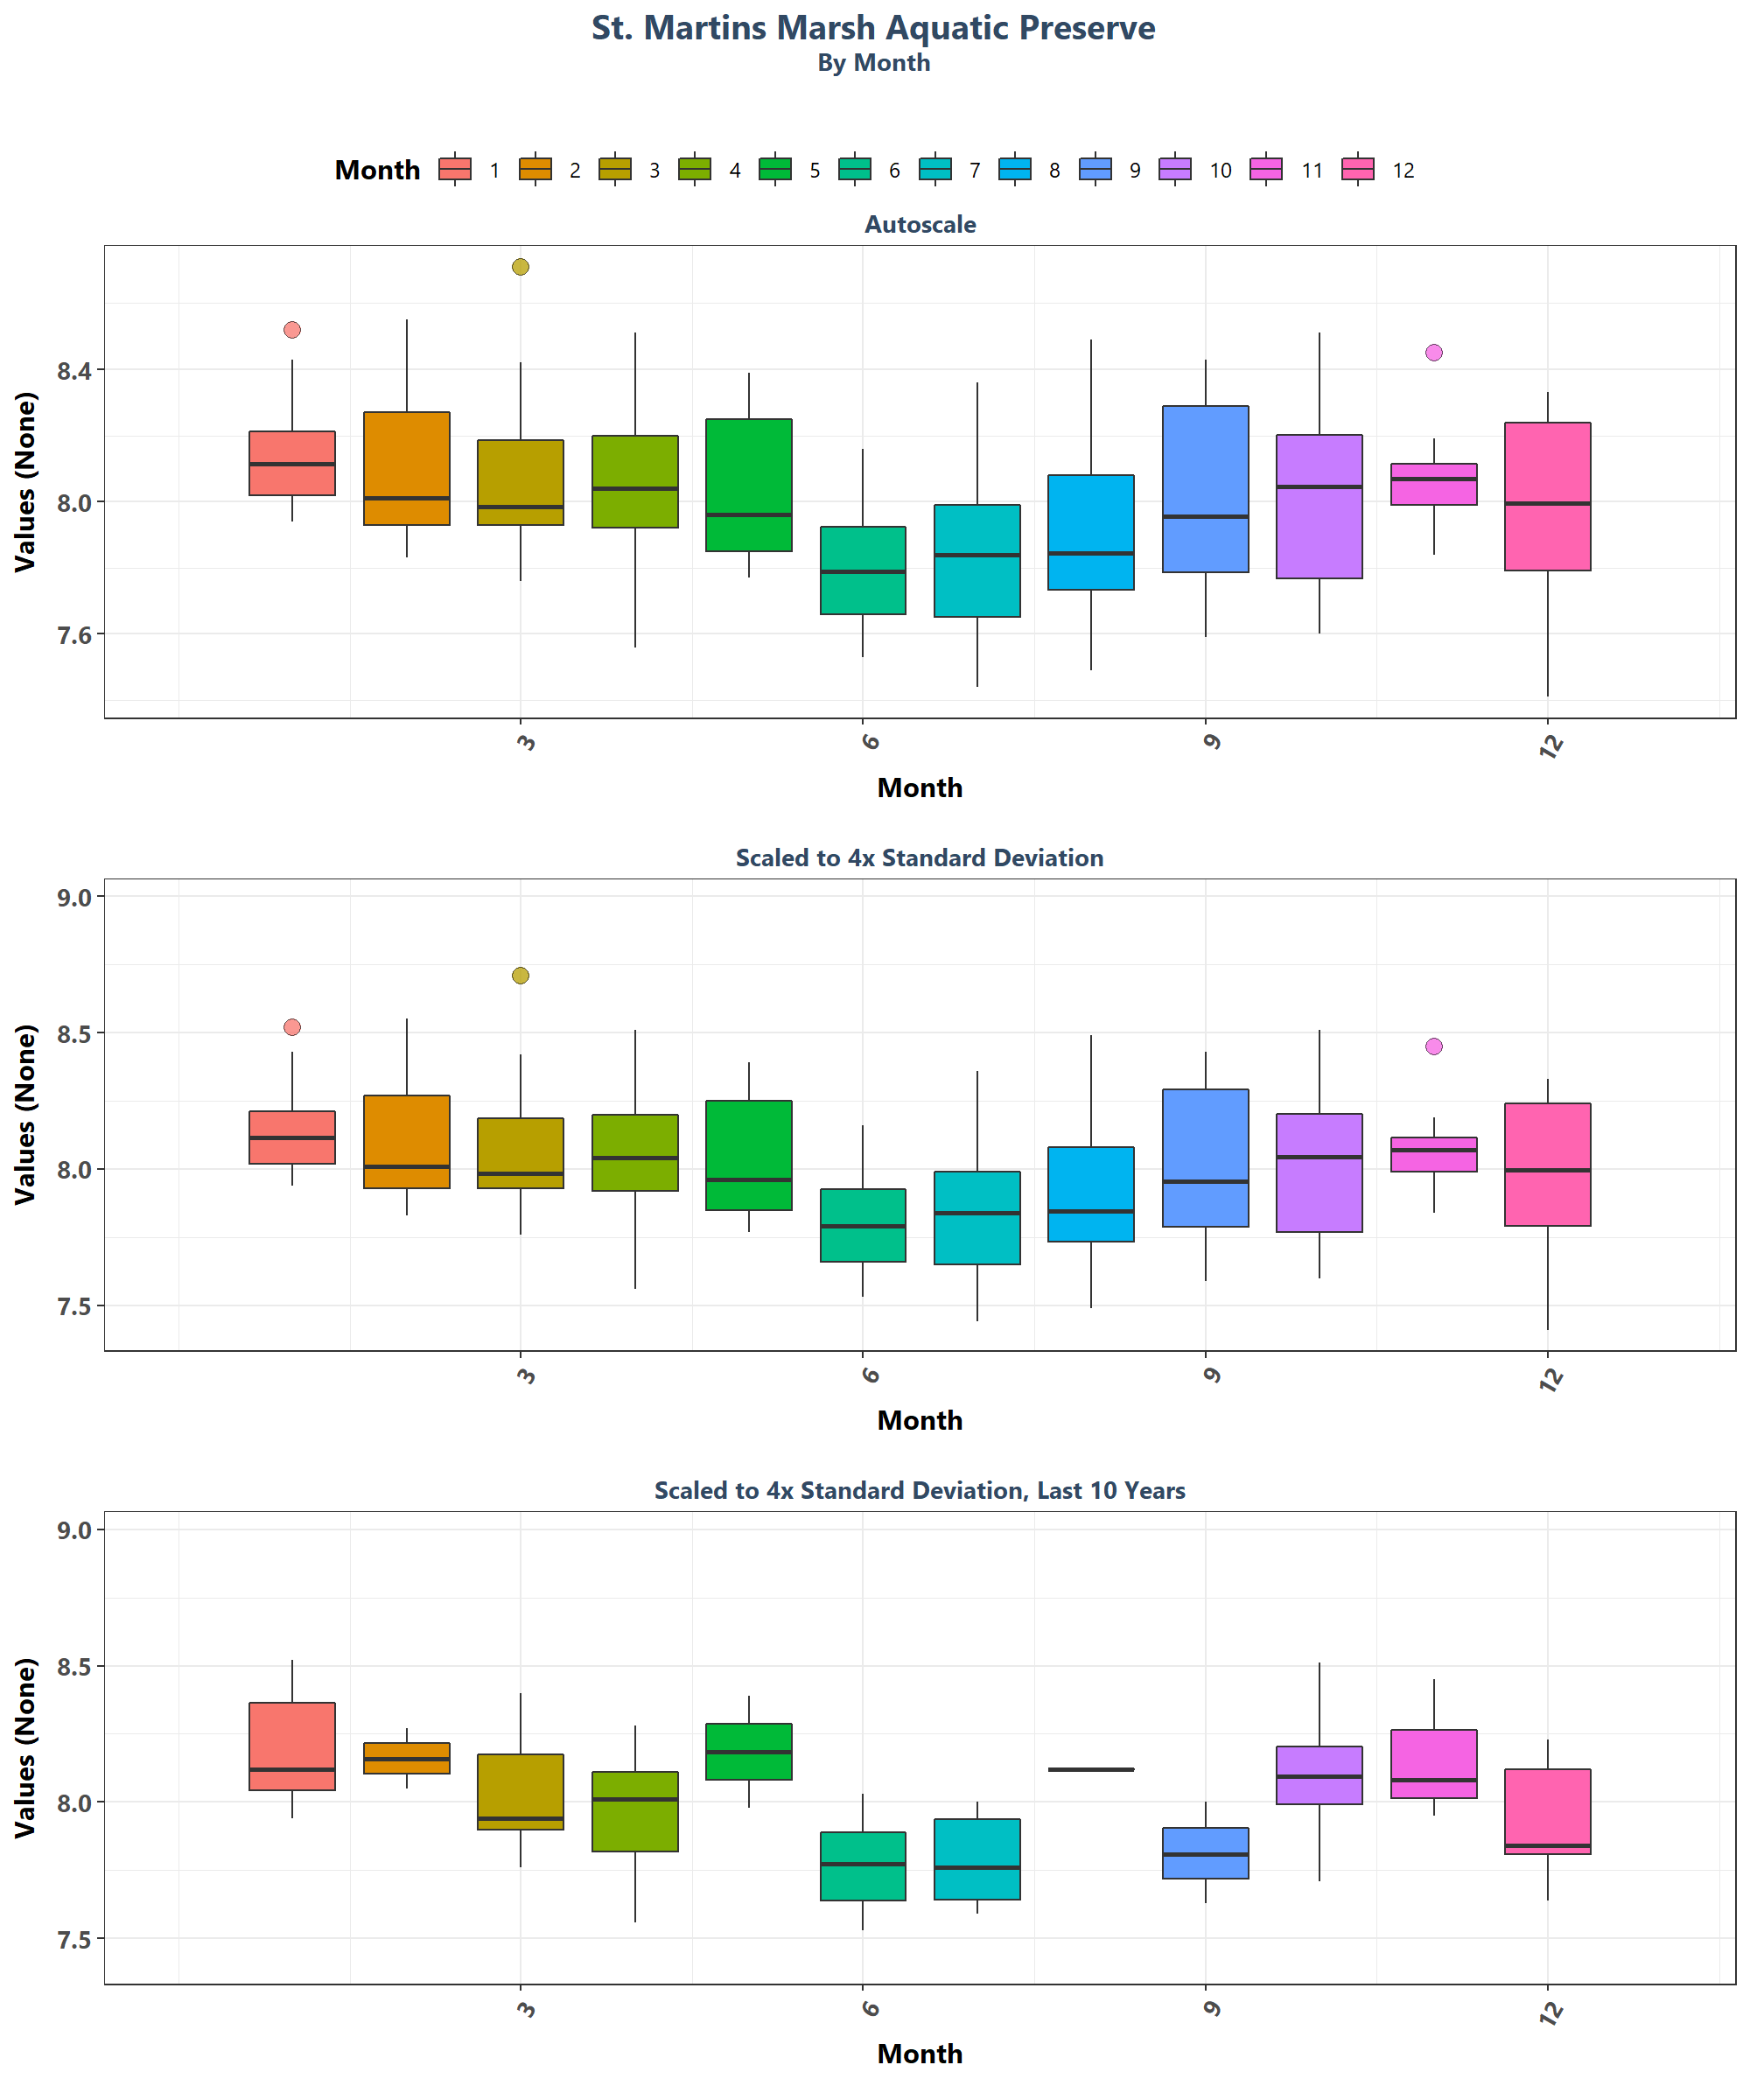 St. Martins Marsh Aquatic Preserve
By Month
Month 1 2 3 4 5 6 7 8 9 10 11 12
Autoscale
Values (None)
8.4
8.0
7.6
3 6 9 12
Month
Scaled to 4x Standard Deviation
Values (None)
9.0
8.5
8.0
7.5
3 6 9 12
Month
Scaled to 4x Standard Deviation, Last 10 Years
Values (None)
9.0
8.5
8.0
7.5
3 6 9 12
Month